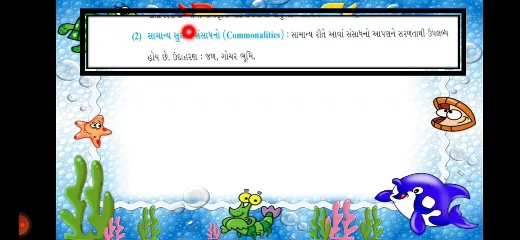 (2) સામાન્ય સંસાધનો (Commonalities) : સામાન્ય રીતે આવાં સંસાધનો આપણને સરળતાથી ઉપલબ્ધ
હોય છે. ઉદાહરણ : જળ, ગોચર ભૂમિ.